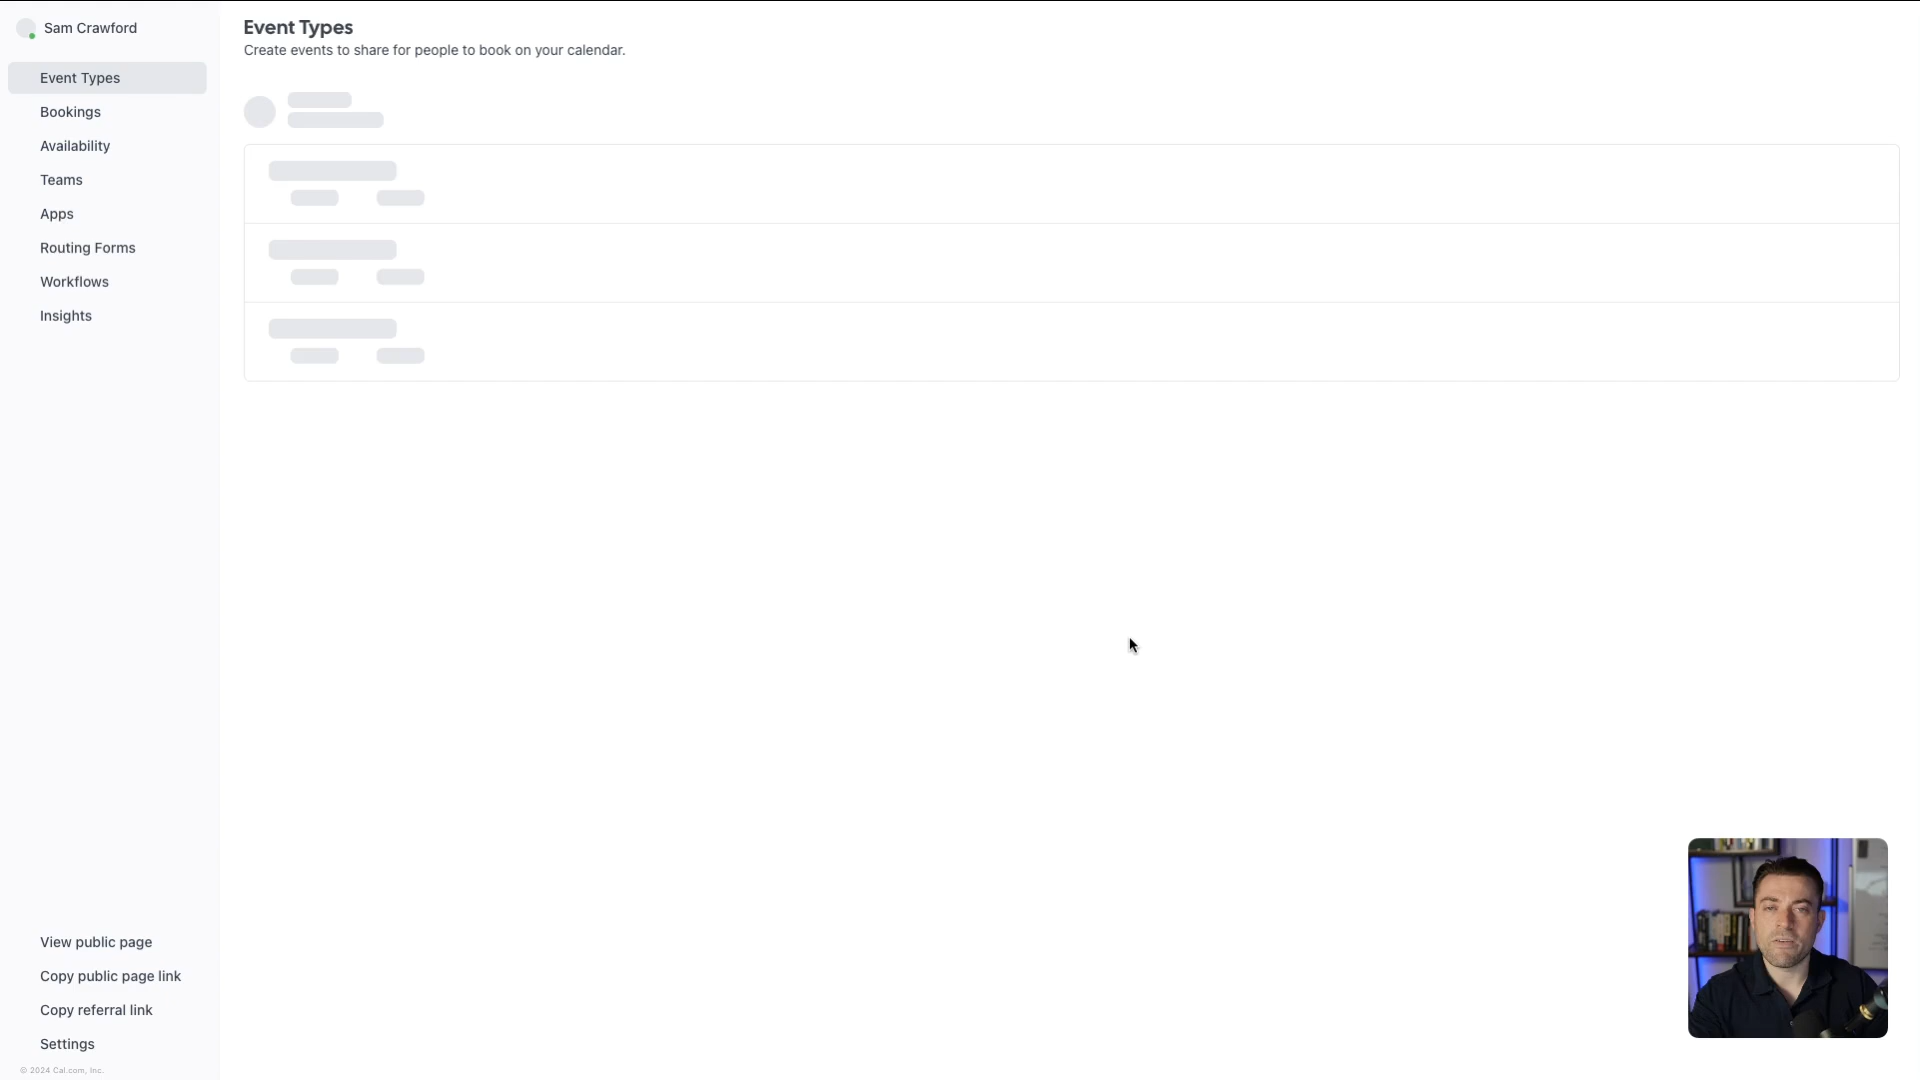 Sam Crawford
Event Types
Bookings
Availability
Teams
Apps
Routing Forms
Workflows
Insights
View public page
Copy public page link
Copy referral link
Settings
© 2024 Cal.com, Inc.
Event Types
Create events to share for people to book on your calendar.